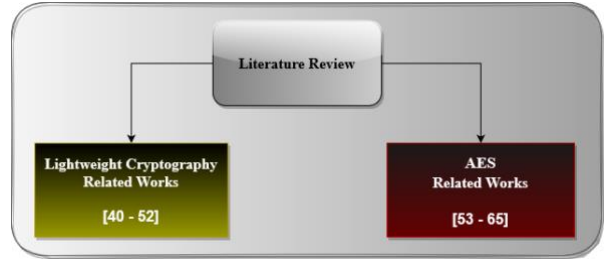 Literature Review
Lightweight Cryptography
Related Works
[40 - 52]
AES
Related Works
[53 - 65]